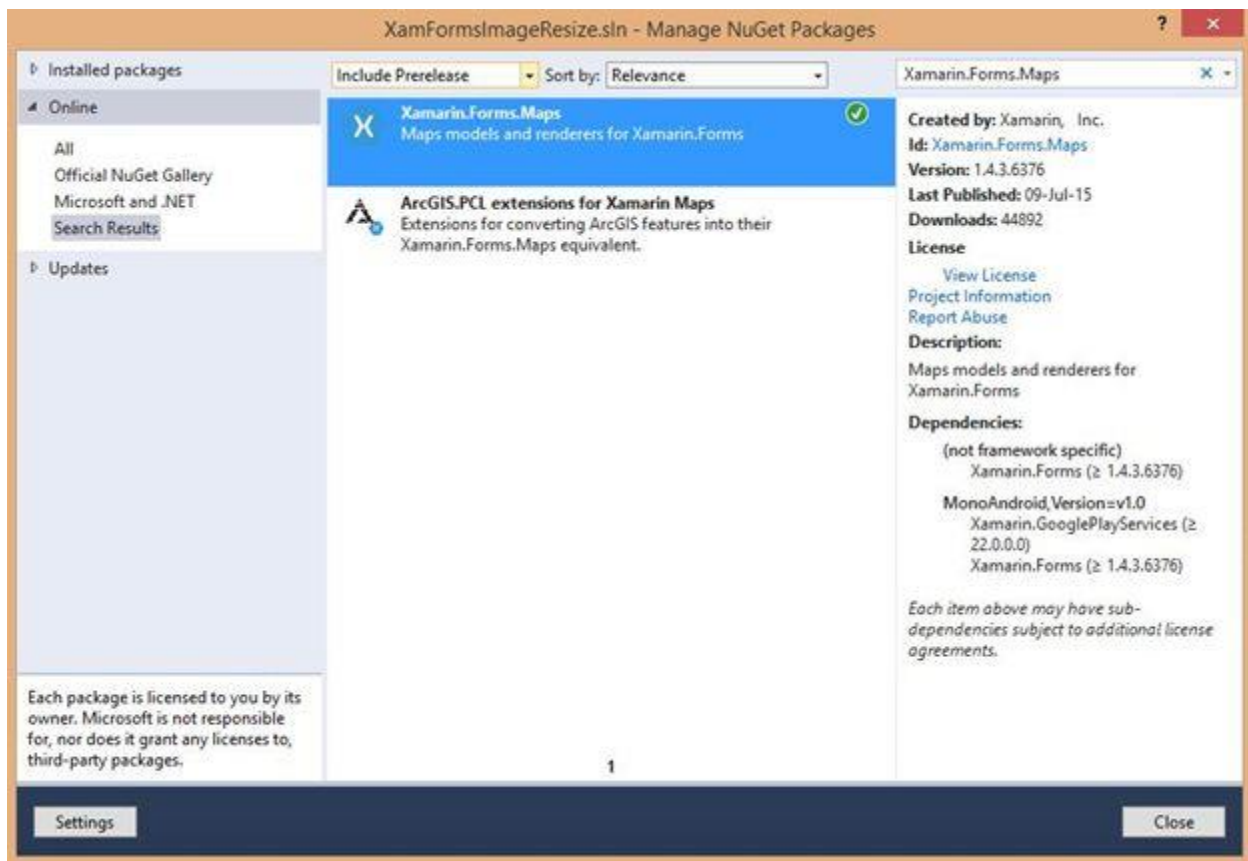 XamFormsImageResize.sln - Manage NuGet Packages
?
Installed packages
Online
All
Official NuGet Gallery
Microsoft and .NET
Search Results
Updates
Each package is licensed to you by its
owner. Microsoft is not responsible
for, nor does it grant any licenses to,
third-party packages.
Include Prerelease
Sort by: Relevance
Xamarin.Forms.Maps
Maps models and renderers for Xamarin.Forms
ArcGIS.PCL extensions for Xamarin Maps
Extensions for converting ArcGIS features into their
Xamarin.Forms.Maps equivalent.
1
Xamarin.Forms.Maps
Created by: Xamarin, Inc.
Id: Xamarin.Forms.Maps
Version: 1.4.3.6376
Last Published: 09-Jul-15
Downloads: 44892
License
View License
Project Information
Report Abuse
Description:
Maps models and renderers for
Xamarin.Forms
Dependencies:
(not framework specific)
Xamarin.Forms (≥ 1.4.3.6376)
MonoAndroid,Version=v1.0
Xamarin.GooglePlayServices (≥
22.0.0.0)
Xamarin.Forms (≥ 1.4.3.6376)
Each item above may have sub-
dependencies subject to additional license
agreements.
Settings
Close